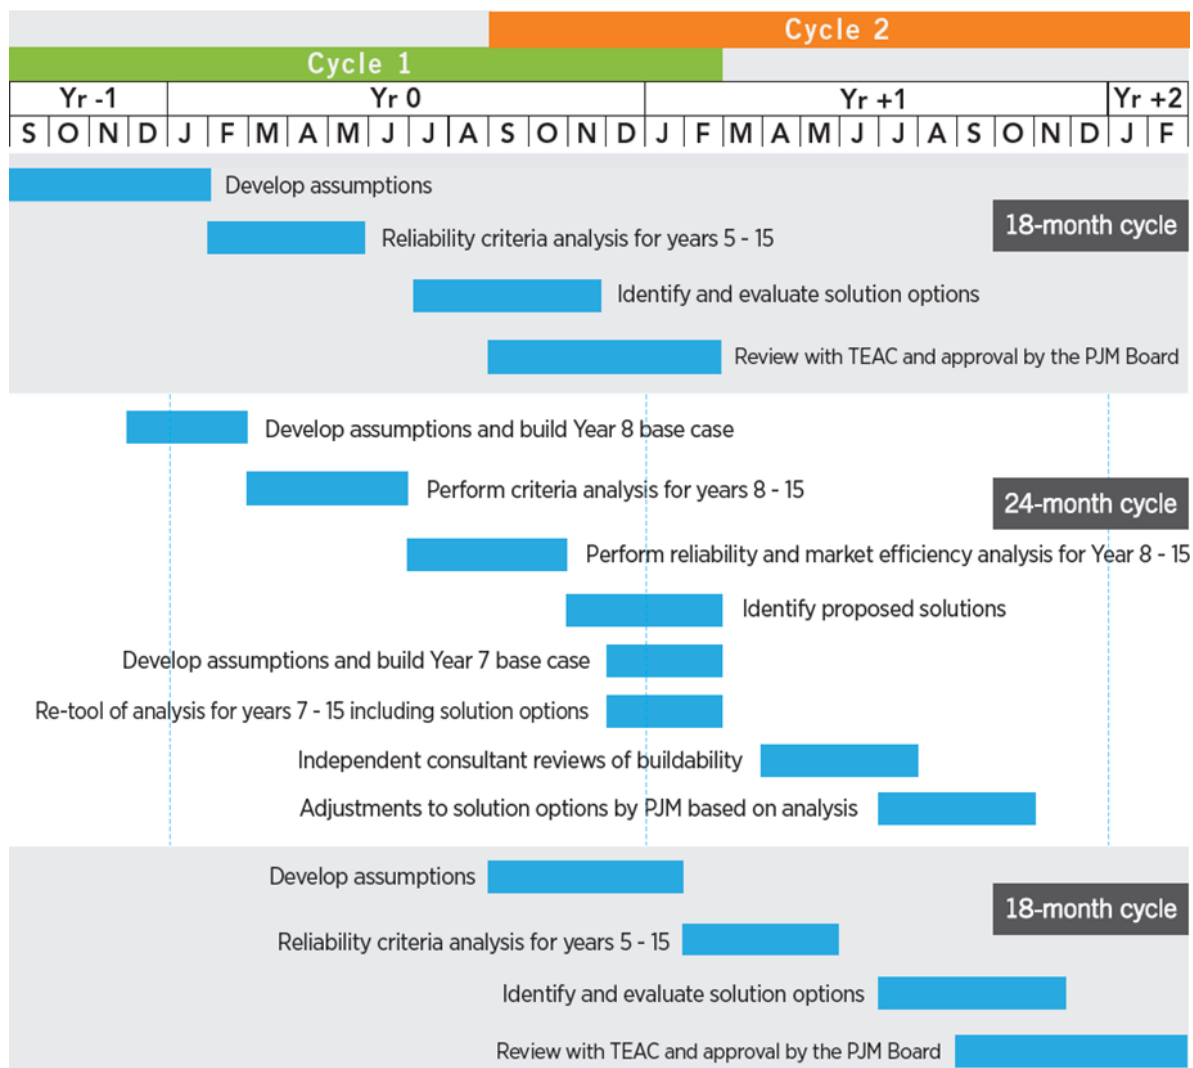 Cycle 2
Cycle 1
Yr -1 Yr 0 Yr +1 Yr +2
S O N D J F M A M J J A S O N D J F M A M J J A S O N D J F
Develop assumptions
18-month cycle
Reliability criteria analysis for years 5 - 15
Identify and evaluate solution options
Review with TEAC and approval by the PJM Board
Develop assumptions and build Year 8 base case
Perform criteria analysis for years 8 - 15
24-month cycle
Perform reliability and market efficiency analysis for Year 8 - 15
Identify proposed solutions
Develop assumptions and build Year 7 base case
Re-tool of analysis for years 7 - 15 including solution options
Independent consultant reviews of buildability
Adjustments to solution options by PJM based on analysis
Develop assumptions
18-month cycle
Reliability criteria analysis for years 5 - 15
Identify and evaluate solution options
Review with TEAC and approval by the PJM Board